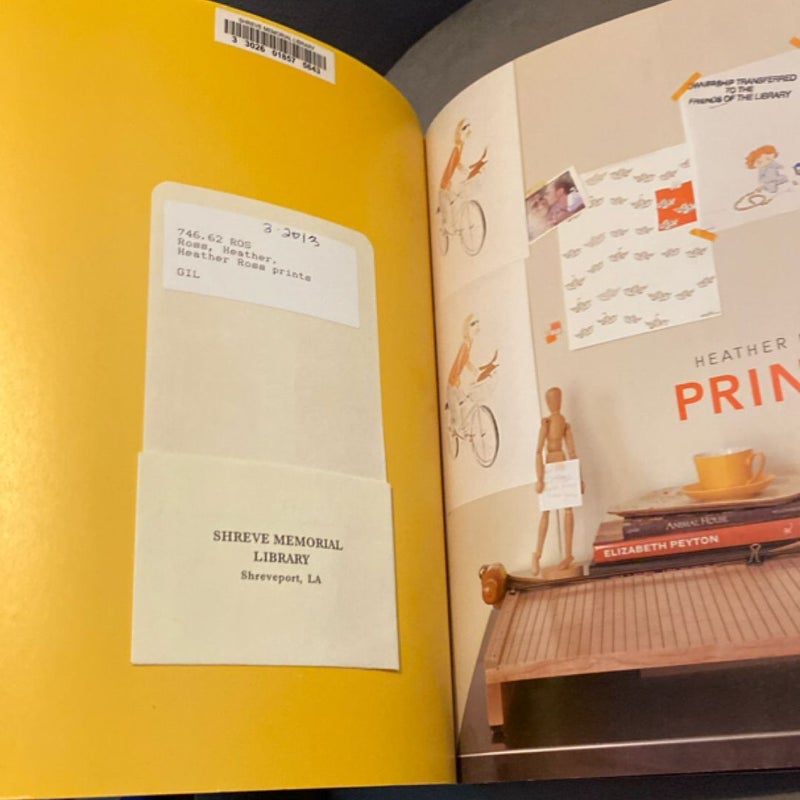 SHREVE MEMORIAL LIBRARY
3 3026 01857 5643
3-2013
746.62 ROS
Ross, Heather.
Heather Ross prints
GIL
SHREVE MEMORIAL
LIBRARY
Shreveport, LA
OWNERSHIP TRANSFERRED
TO THE
FRIENDS OF THE LIBRARY
HEATHER
PRIN
ANIMAL HOUSE
ELIZABETH PEYTON